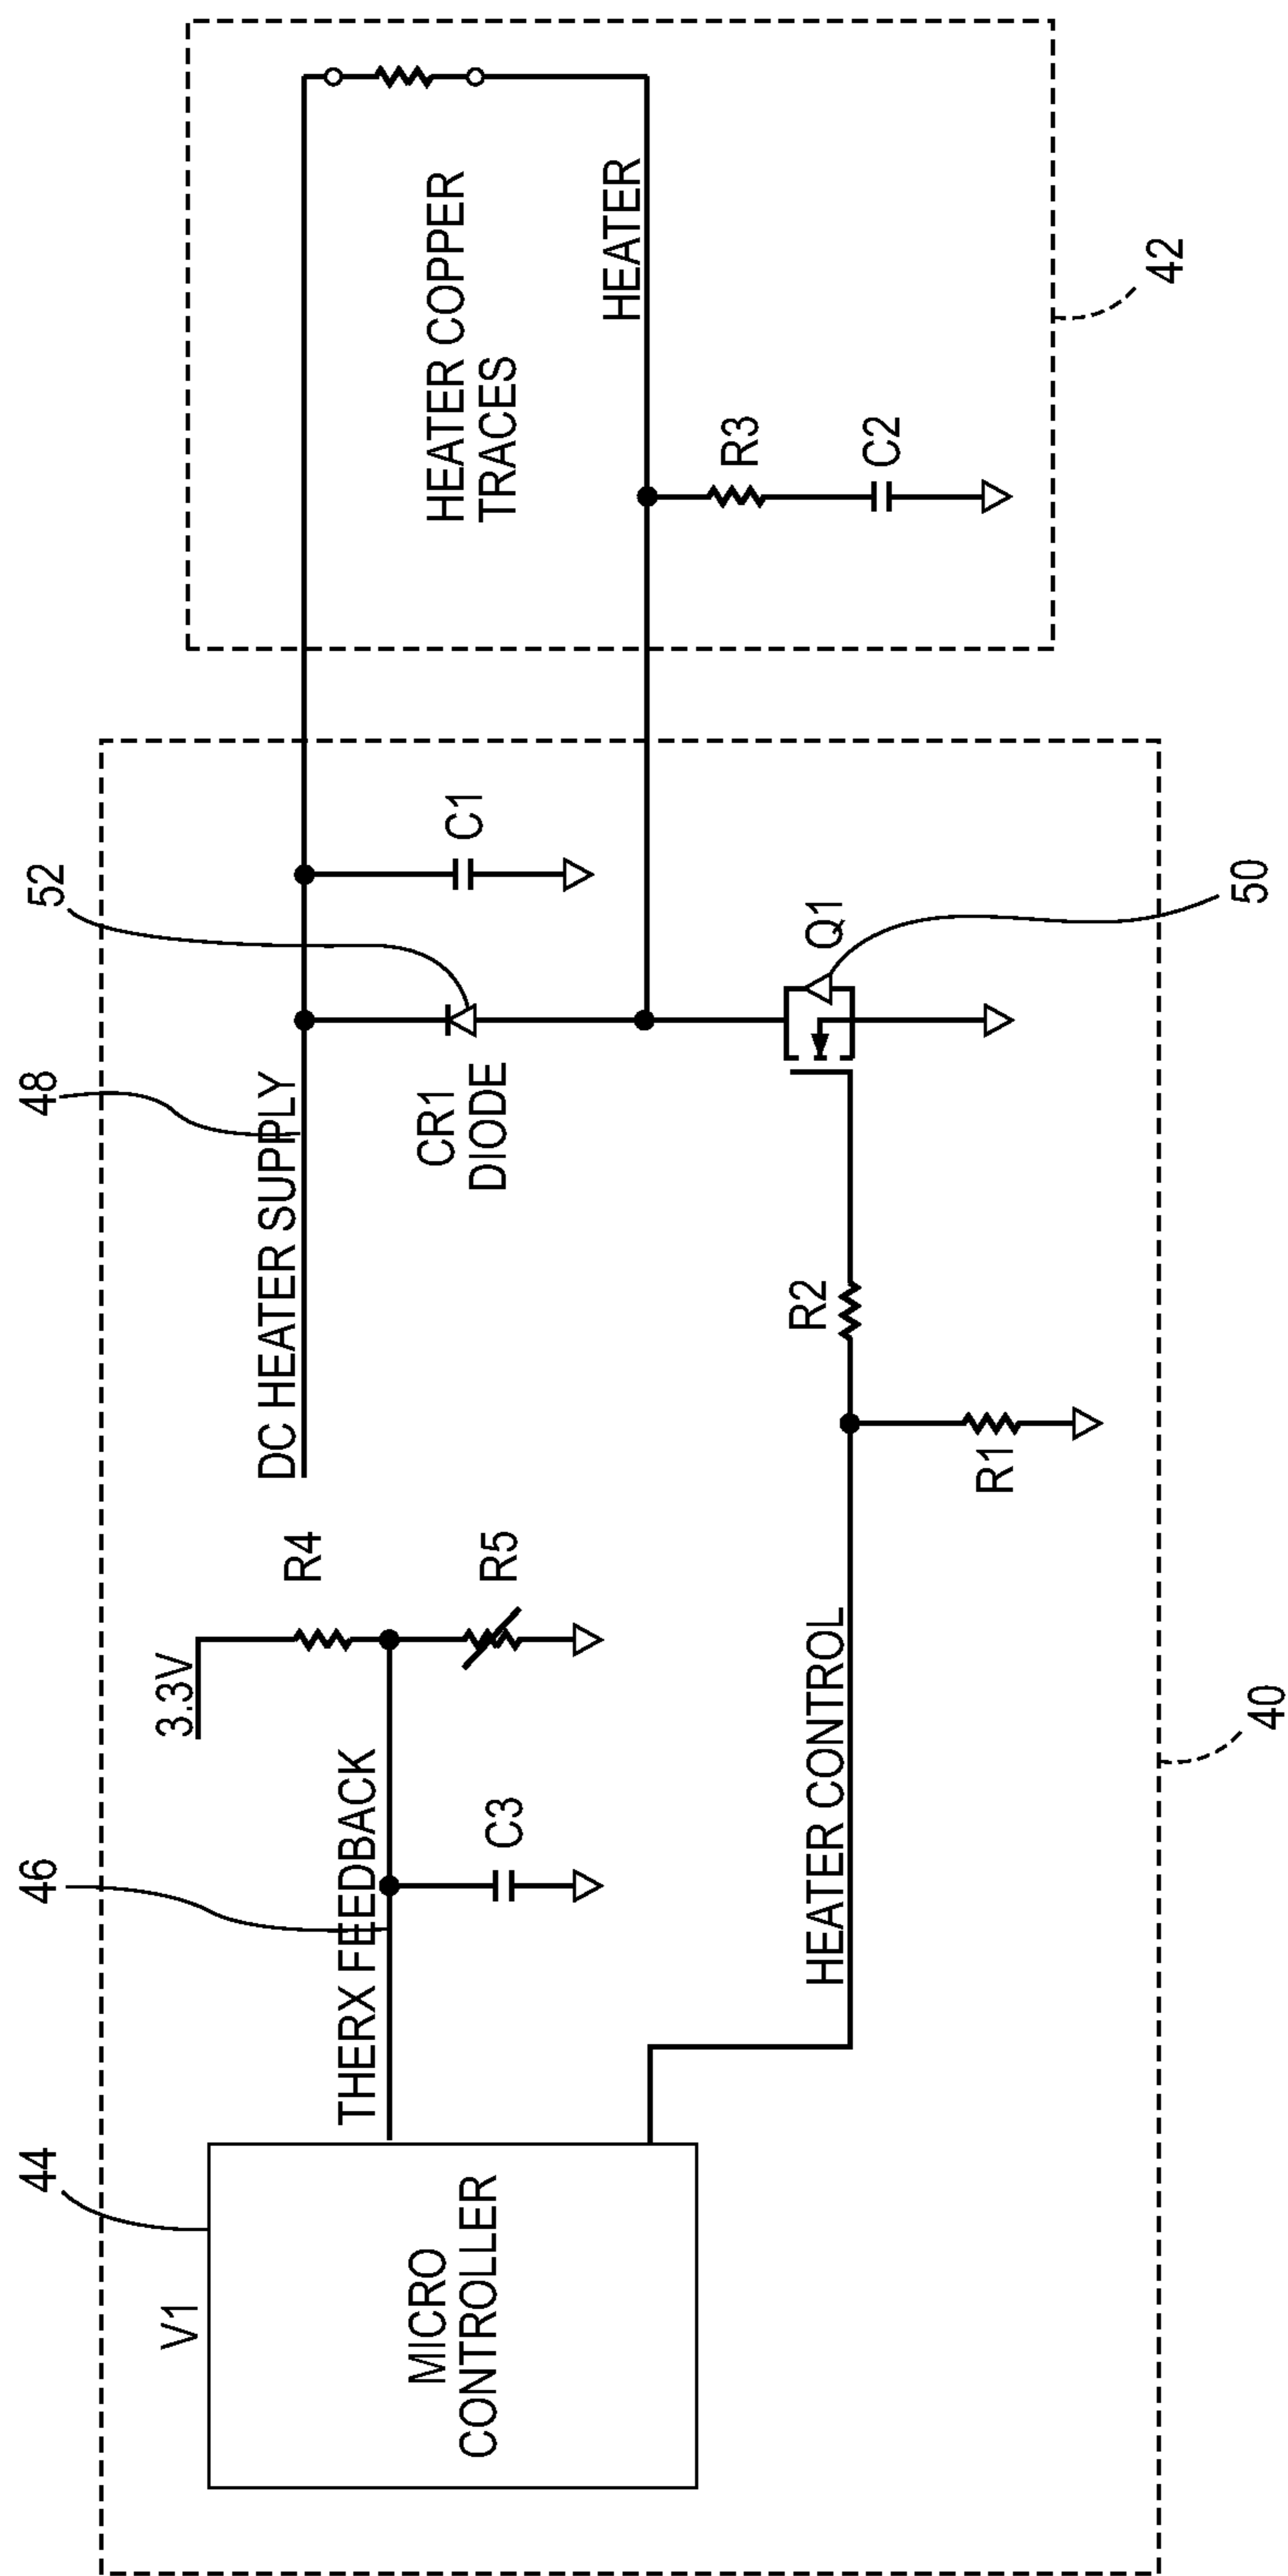 44
V1
MICRO
CONTROLLER
46
THERX FEEDBACK
C3
3.3V
R4
R5
HEATER CONTROL
R1
R2
48
DC HEATER SUPPLY
CR1
DIODE
52
C1
Q1
50
40
HEATER COPPER
TRACES
HEATER
R3
C2
42